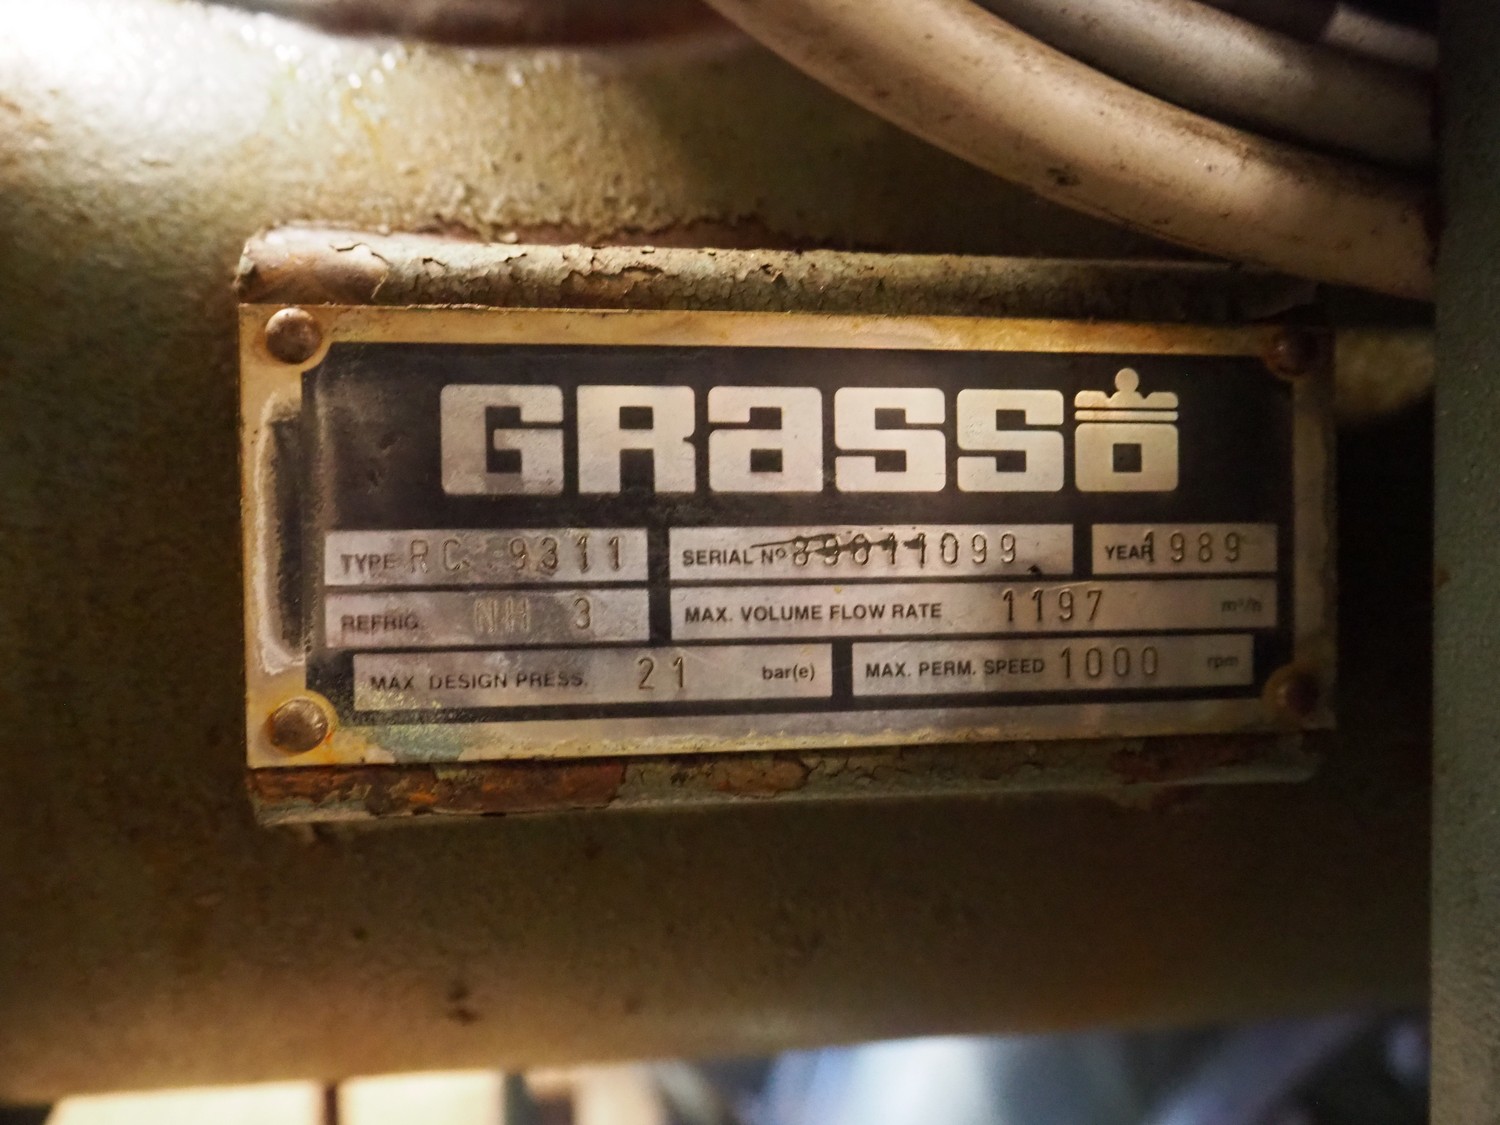 GRasso
TYPE RC 9311 SERIAL Nº 89011099 YEAR 1989
REFRIG. NH 3 MAX. VOLUME FLOW RATE 1197 m³/h
MAX DESIGN PRESS. 21 bar(e) MAX. PERM. SPEED 1000 rpm